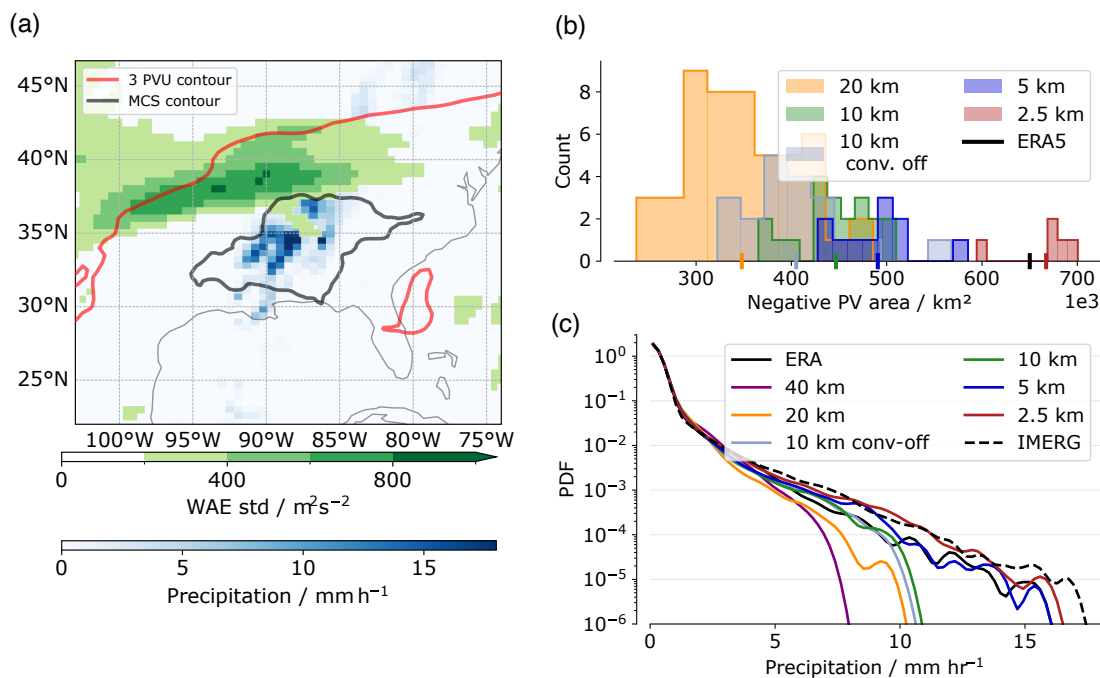 (a)
3 PVU contour
MCS contour
45°N
40°N
35°N
30°N
25°N
100°W 95°W 90°W 85°W 80°W 75°W
0 400 800
WAE std / m²s⁻²
0 5 10 15
Precipitation / mm h⁻¹
(b)
20 km
10 km
10 km
conv. off
5 km
2.5 km
ERA5
8
6
4
2
0
Count
300 400 500 600 700
1e3
Negative PV area / km²
(c)
ERA
40 km
20 km
10 km conv-off
10 km
5 km
2.5 km
IMERG
10⁰
10⁻¹
10⁻²
10⁻³
10⁻⁴
10⁻⁵
10⁻⁶
PDF
0 5 10 15
Precipitation / mm hr⁻¹